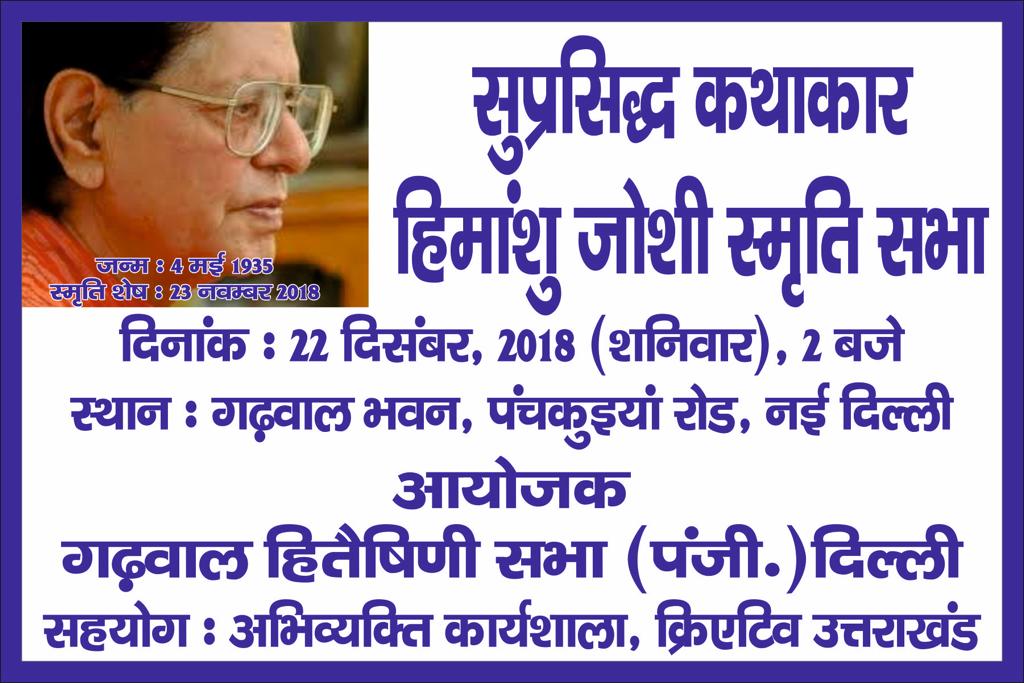 सुप्रसिद्ध कथाकार
हिमांशु जोशी स्मृति सभा
जन्म : 4 मई 1935
स्मृति शेष : 23 नवम्बर 2018
दिनांक : 22 दिसंबर, 2018 (शनिवार), 2 बजे
स्थान : गढ़वाल भवन, पंचकुइयां रोड, नई दिल्ली
आयोजक
गढ़वाल हितैषिणी सभा (पंजी.)दिल्ली
सहयोग : अभिव्यक्ति कार्यशाला, क्रिएटिव उत्तराखंड